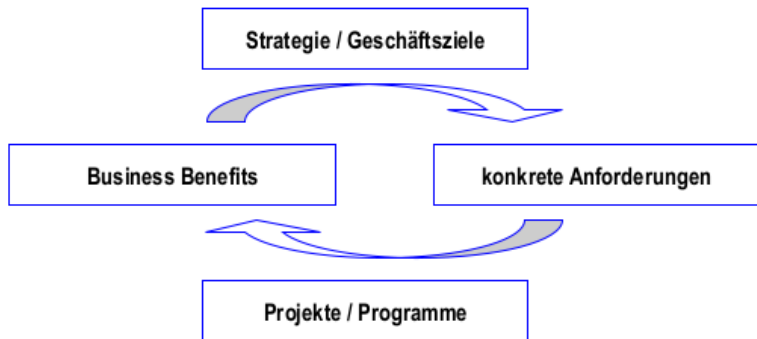 Strategie / Geschäftsziele
Business Benefits
konkrete Anforderungen
Projekte / Programme